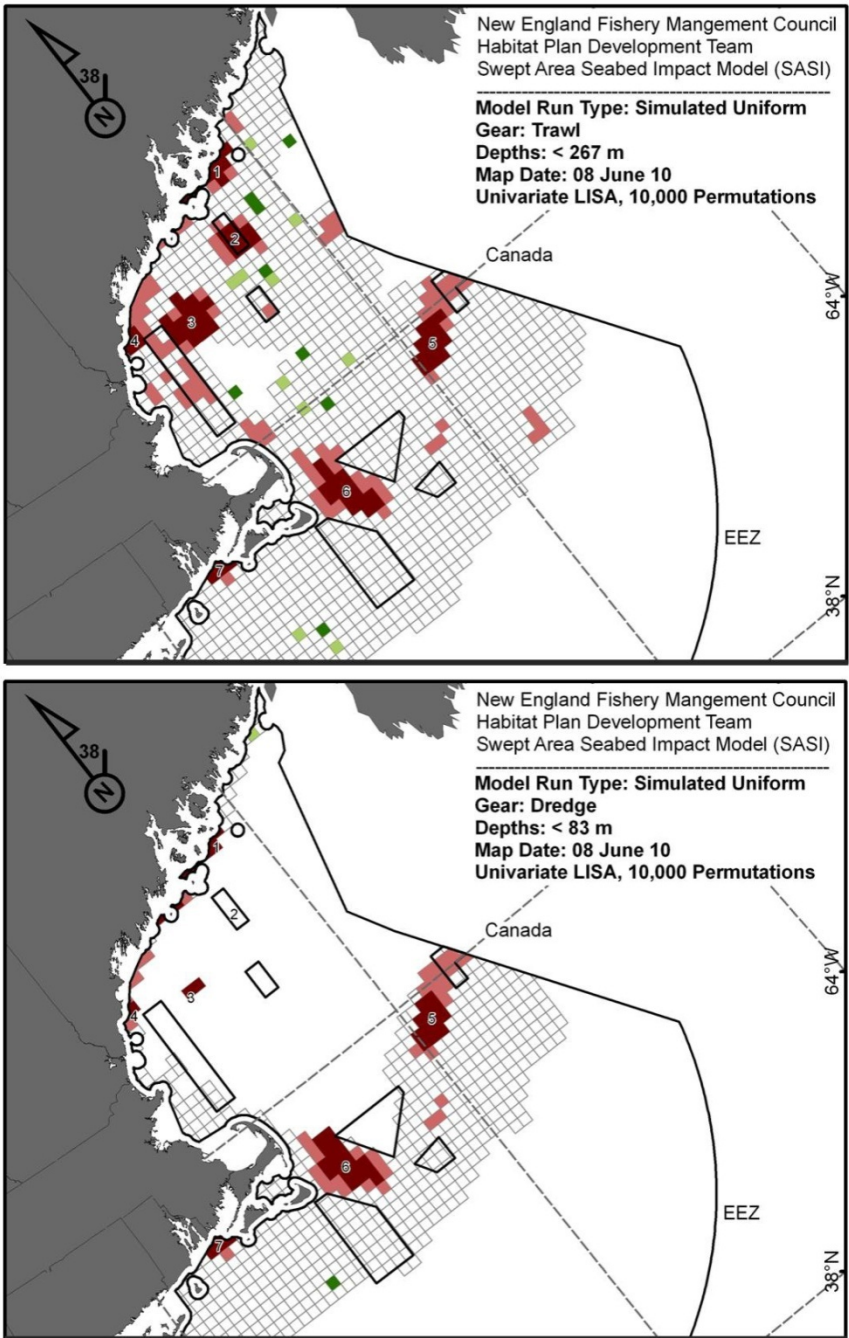 New England Fishery Mangement Council
Habitat Plan Development Team
Swept Area Seabed Impact Model (SASI)
Model Run Type: Simulated Uniform
Gear: Trawl
Depths: < 267 m
Map Date: 08 June 10
Univariate LISA, 10,000 Permutations
38
N
1
2
Canada
64°W
3
4
5
6
EEZ
7
38°N
New England Fishery Mangement Council
Habitat Plan Development Team
Swept Area Seabed Impact Model (SASI)
Model Run Type: Simulated Uniform
Gear: Dredge
Depths: < 83 m
Map Date: 08 June 10
Univariate LISA, 10,000 Permutations
38
N
1
2
Canada
64°W
3
4
5
6
EEZ
7
38°N